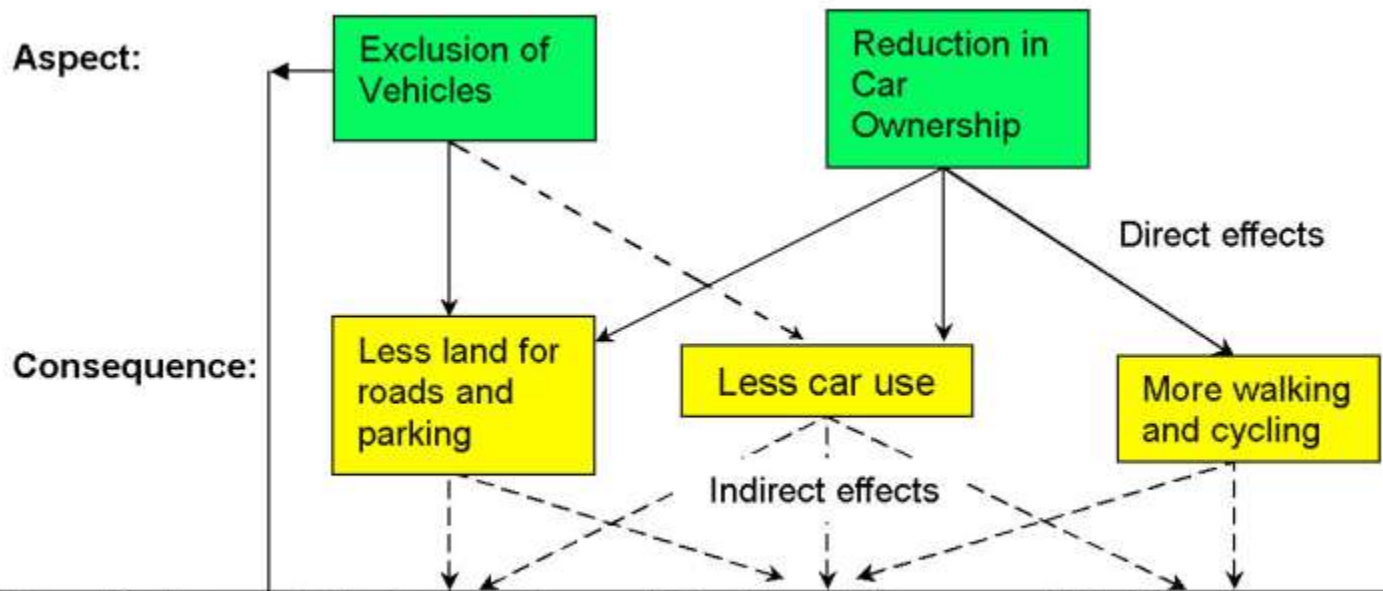 Aspect:
Exclusion of
Vehicles
Reduction in
Car
Ownership
Direct effects
Consequence:
Less land for
roads and
parking
Less car use
More walking
and cycling
Indirect effects